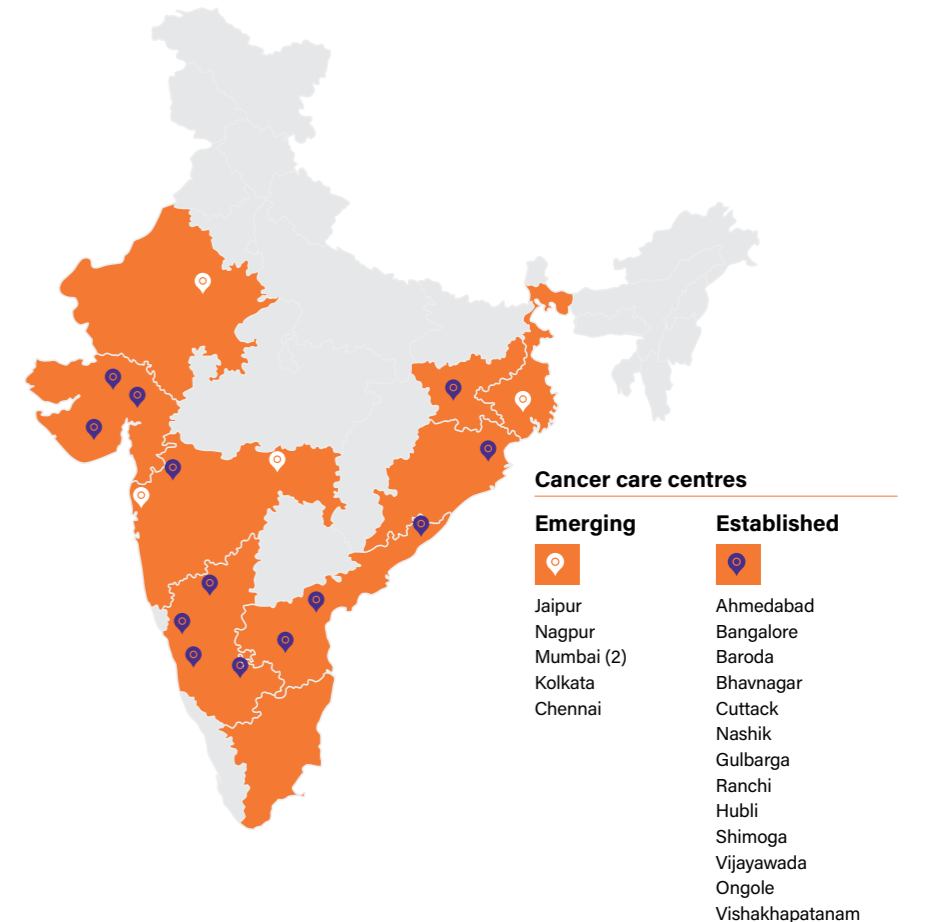 Cancer care centres
Emerging
Jaipur
Nagpur
Mumbai (2)
Kolkata
Chennai
Established
Ahmedabad
Bangalore
Baroda
Bhavnagar
Cuttack
Nashik
Gulbarga
Ranchi
Hubli
Shimoga
Vijayawada
Ongole
Vishakhapatanam